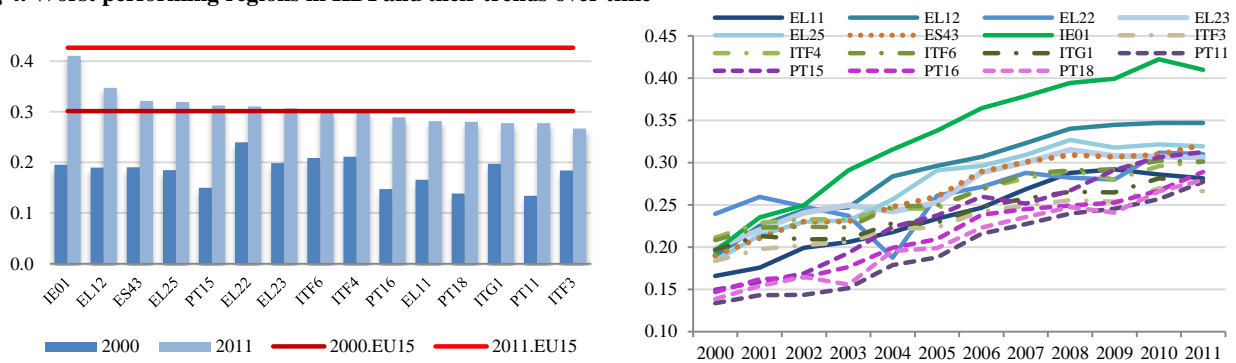 g 4. Worst performing regions in HDI and their trends over time
0.4
0.3
0.2
0.1
0.0
IE01 EL12 ES43 EL25 PT15 EL22 EL23 ITF6 ITF4 PT16 EL11 PT18 ITG1 PT11 ITF3
2000 2011 2000.EU15 2011.EU15
EL11 EL12 EL22 EL23
EL25 ES43 IE01 ITF3
ITF4 ITF6 ITG1 PT11
PT15 PT16 PT18
0.45
0.40
0.35
0.30
0.25
0.20
0.15
0.10
2000 2001 2002 2003 2004 2005 2006 2007 2008 2009 2010 2011